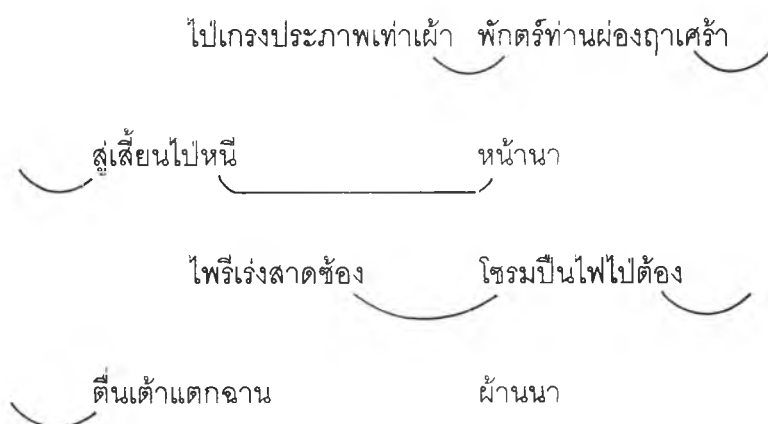 ไป่เกรงประภาพเท่าเผ้า พักตร์ท่านผ่องฤาเศร้า
สู่เสี้ยนไป่หนี หน้านา
ไพรีเร่งสาดซ้อง โซรมปืนไฟไป่ต้อง
ตื่นเต้าแตกฉาน ผ้านนา